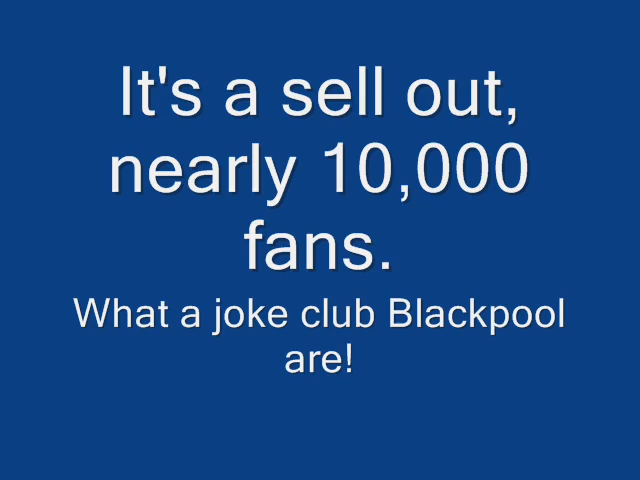 It's a sell out,
nearly 10,000
fans.
What a joke club Blackpool
are!